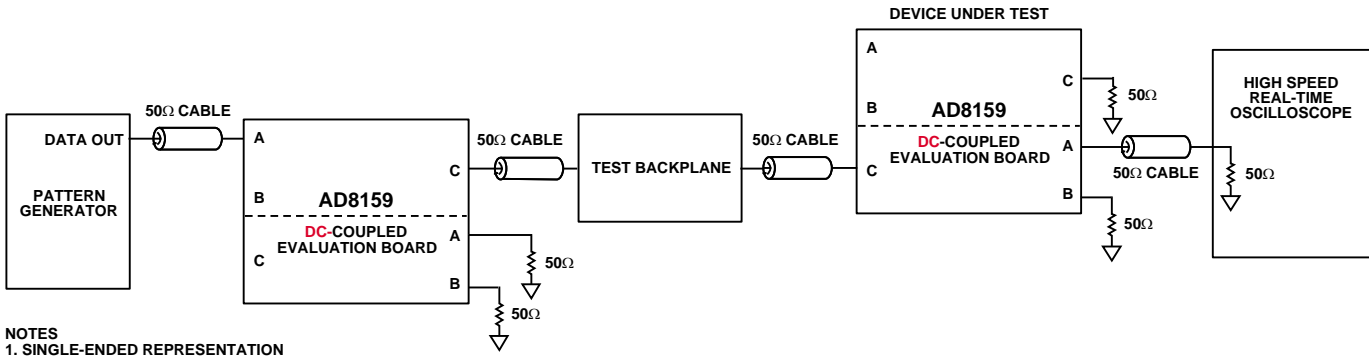 DEVICE UNDER TEST
PATTERN
GENERATOR
DATA OUT
50Ω CABLE
A
B
C
AD8159
DC-COUPLED
EVALUATION BOARD
C
A
B
50Ω
50Ω
50Ω CABLE
TEST BACKPLANE
50Ω CABLE
A
B
C
AD8159
DC-COUPLED
EVALUATION BOARD
C
A
B
50Ω
50Ω
50Ω CABLE
HIGH SPEED
REAL-TIME
OSCILLOSCOPE
50Ω
NOTES
1. SINGLE-ENDED REPRESENTATION